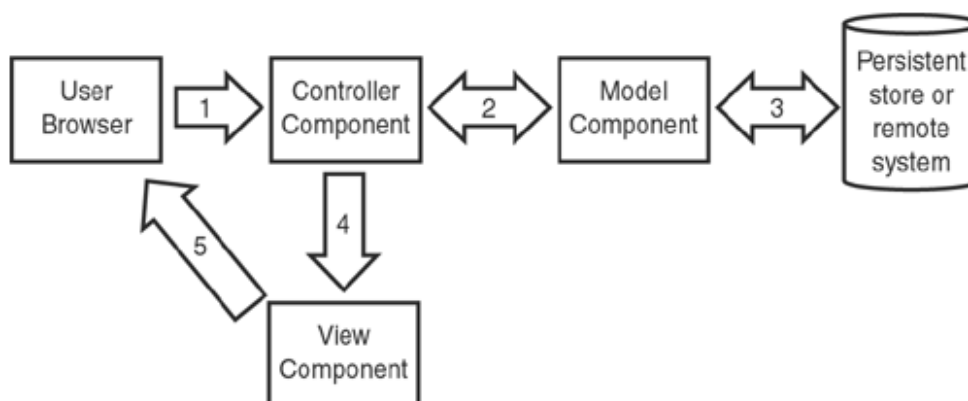 User
Browser
1
Controller
Component
2
Model
Component
3
Persistent
store or
remote
system
4
5
View
Component